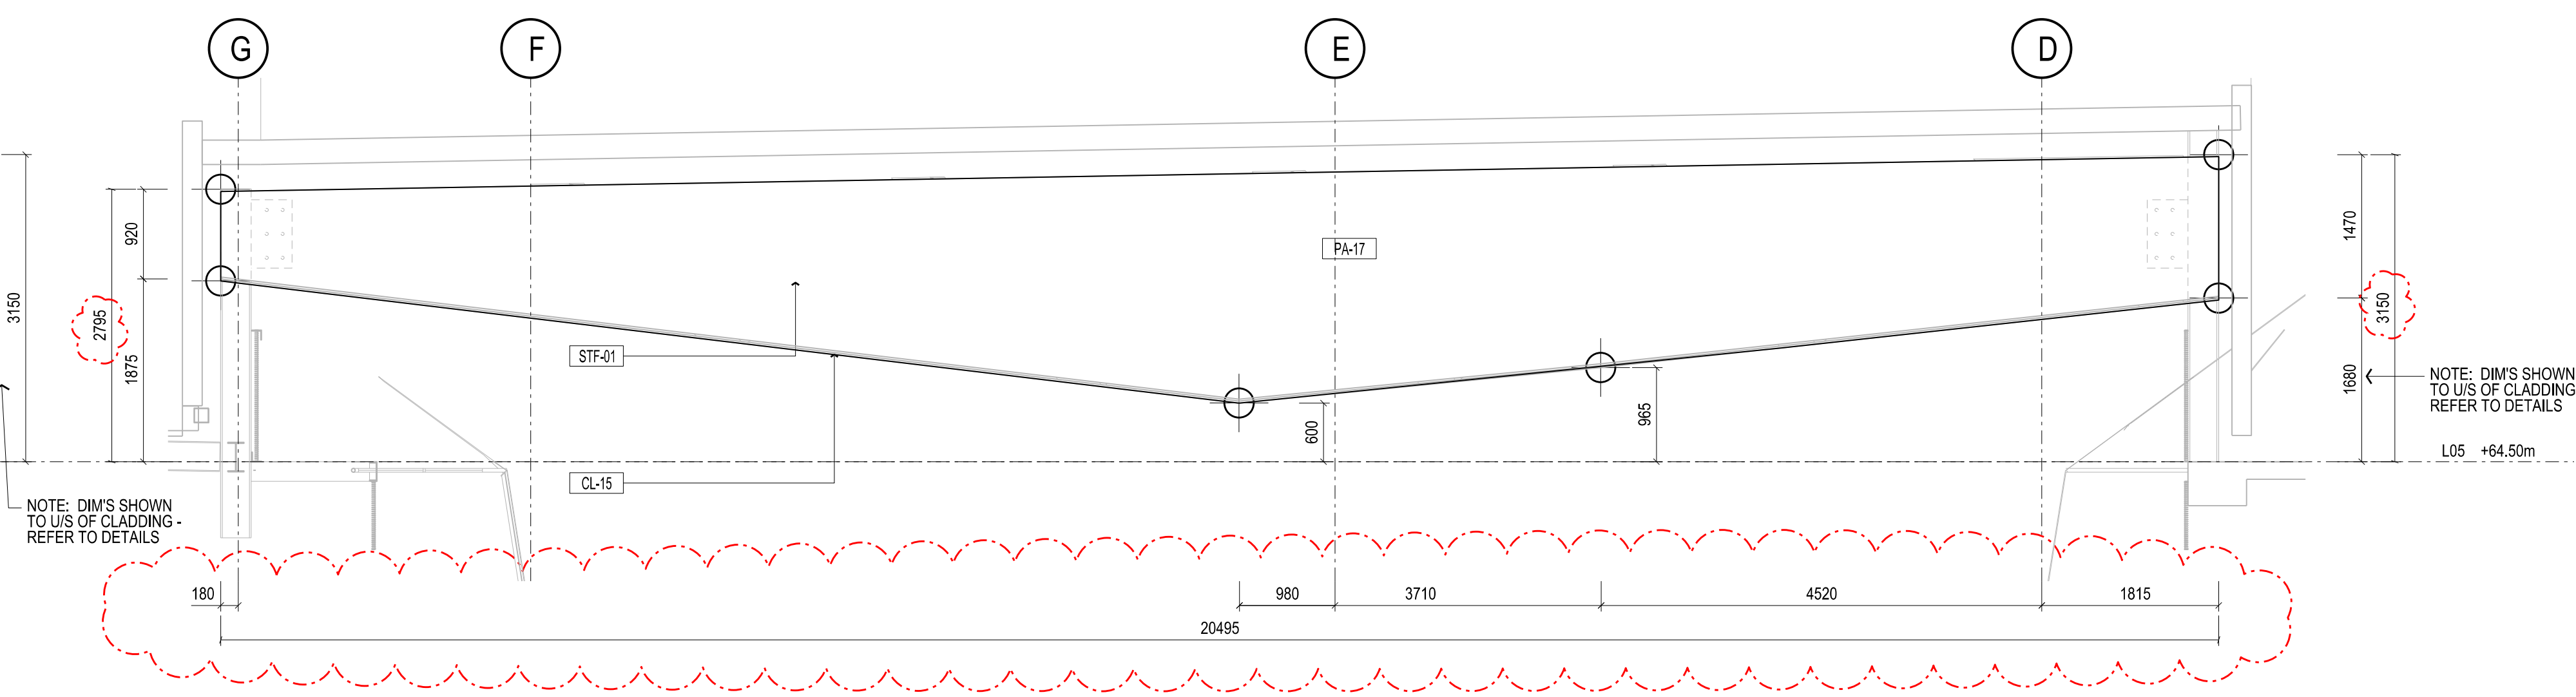 G
F
E
D
PA-17
STF-01
CL-15
3150
2795
920
1875
600
965
1470
1680
3150
NOTE: DIM'S SHOWN
TO U/S OF CLADDING
REFER TO DETAILS
L05 +64.50m
NOTE: DIM'S SHOWN
TO U/S OF CLADDING -
REFER TO DETAILS
180
980
3710
4520
1815
20495